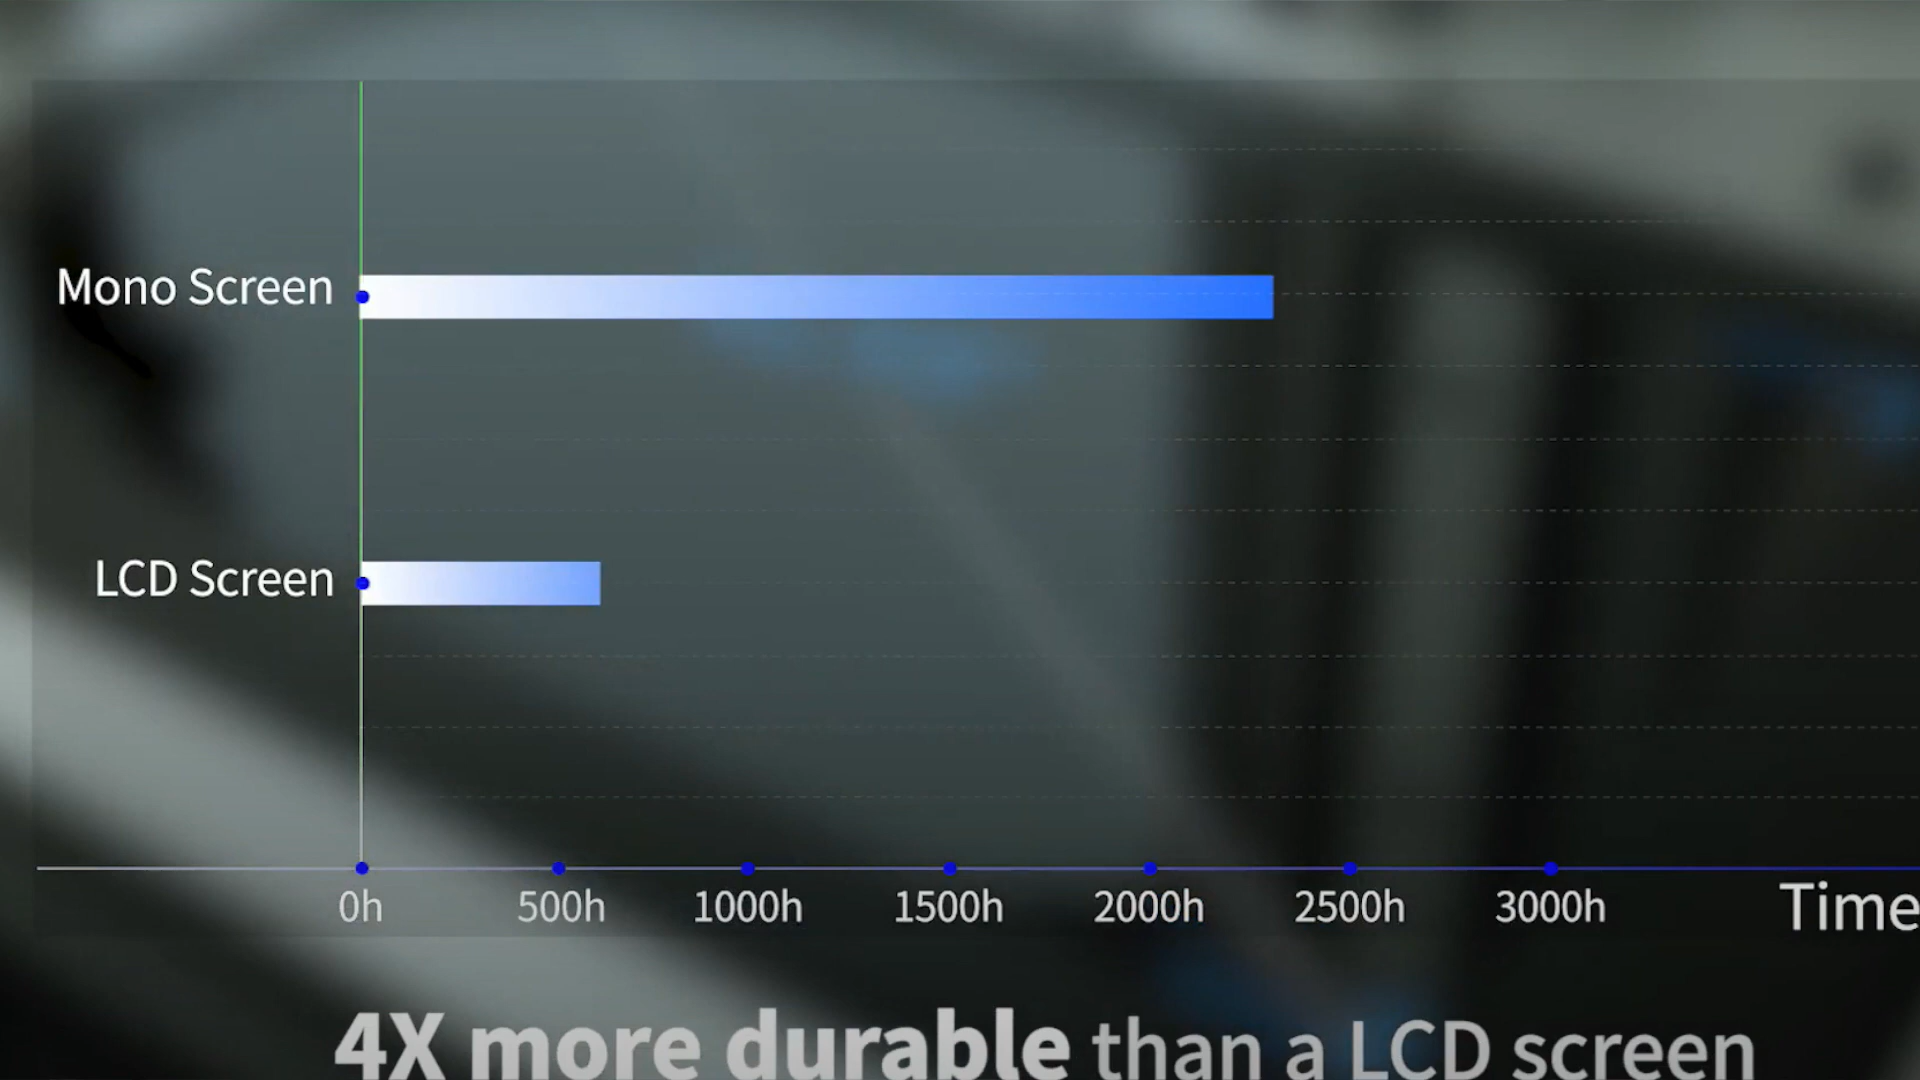 Mono Screen
LCD Screen
0h 500h 1000h 1500h 2000h 2500h 3000h Time
4X more durable than a LCD screen